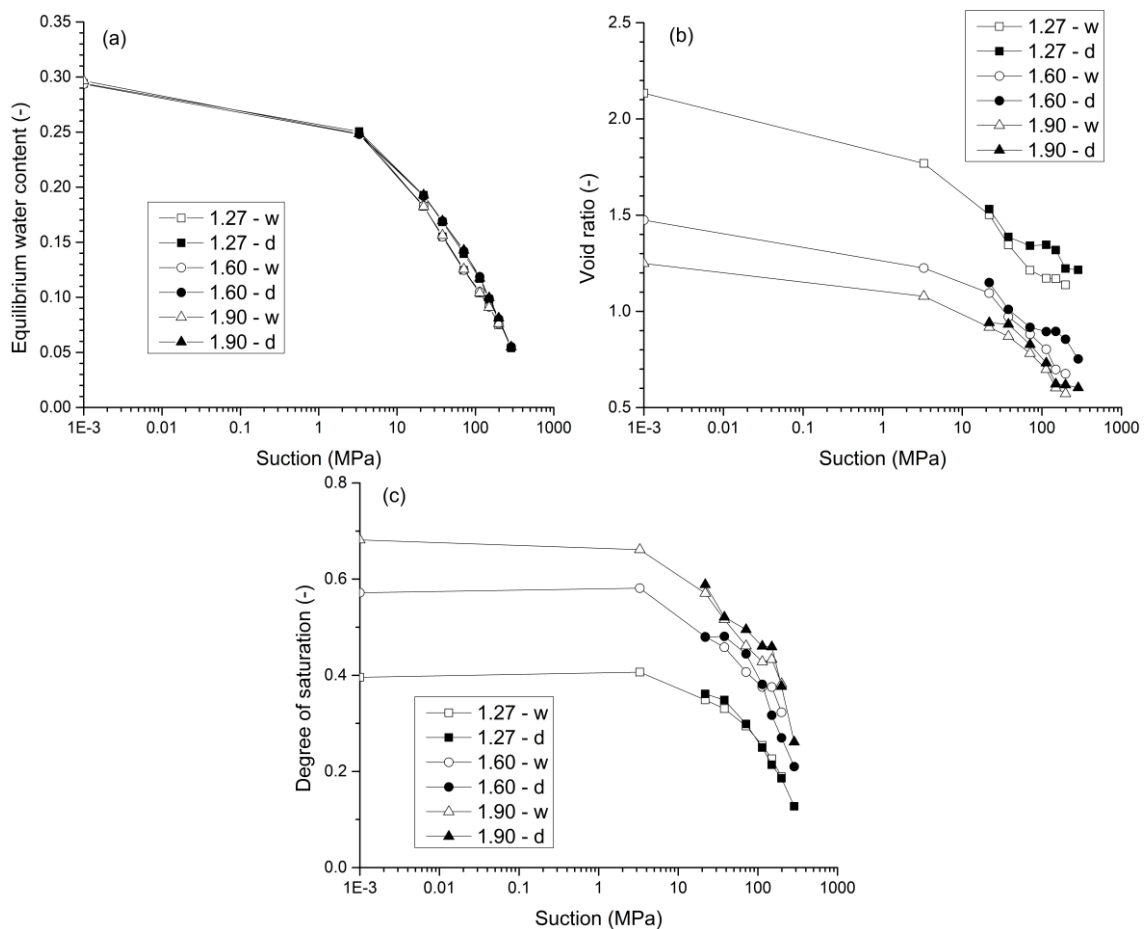 (a)
0.35
0.30
0.25
0.20
0.15
0.10
0.05
0.00
Equilibrium water content (-)
1.27 - w
1.27 - d
1.60 - w
1.60 - d
1.90 - w
1.90 - d
1E-3 0.01 0.1 1 10 100 1000
Suction (MPa)
(b)
2.5
2.0
1.5
1.0
0.5
Void ratio (-)
1.27 - w
1.27 - d
1.60 - w
1.60 - d
1.90 - w
1.90 - d
1E-3 0.01 0.1 1 10 100 1000
Suction (MPa)
(c)
0.8
0.6
0.4
0.2
0.0
Degree of saturation (-)
1.27 - w
1.27 - d
1.60 - w
1.60 - d
1.90 - w
1.90 - d
1E-3 0.01 0.1 1 10 100 1000
Suction (MPa)